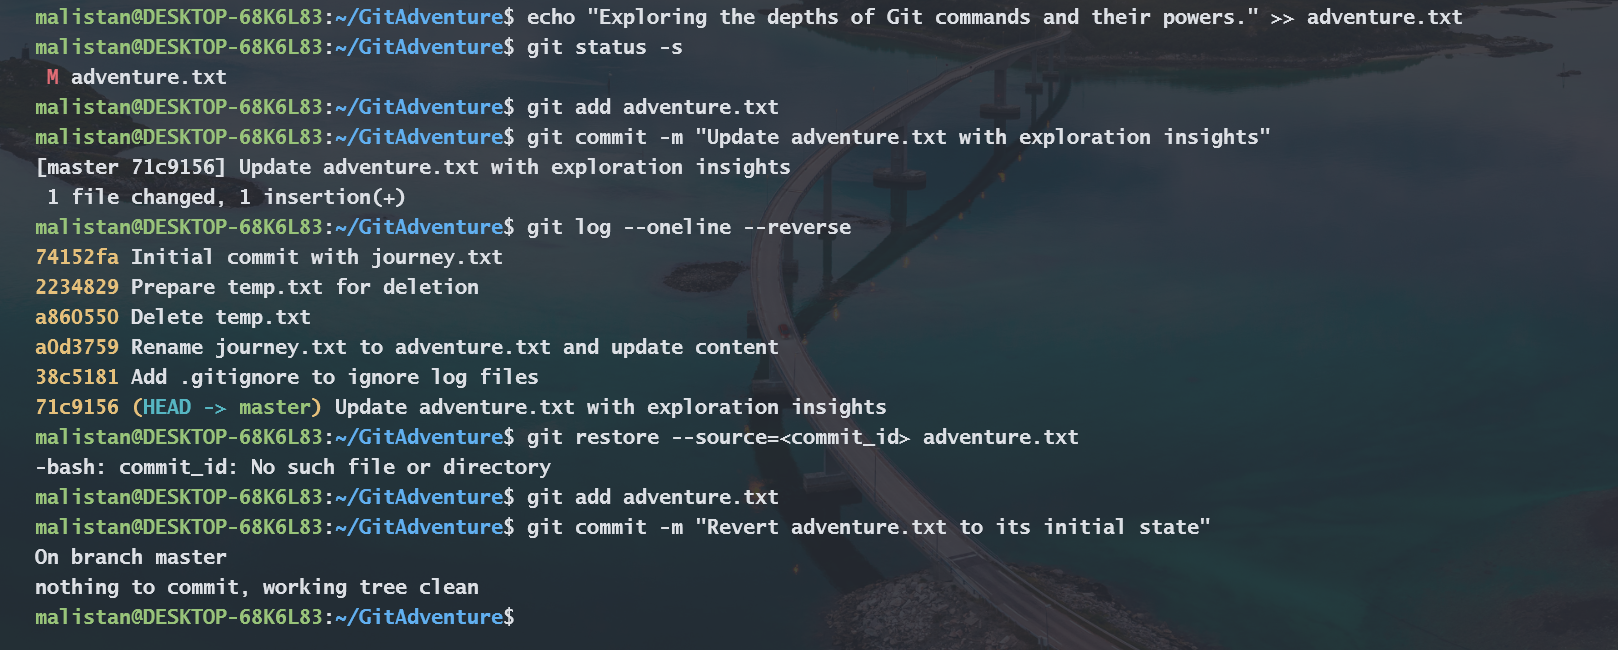 malistan@DESKTOP-68K6L83:~/GitAdventure$ echo "Exploring the depths of Git commands and their powers." >> adventure.txt
malistan@DESKTOP-68K6L83:~/GitAdventure$ git status -s
 M adventure.txt
malistan@DESKTOP-68K6L83:~/GitAdventure$ git add adventure.txt
malistan@DESKTOP-68K6L83:~/GitAdventure$ git commit -m "Update adventure.txt with exploration insights"
[master 71c9156] Update adventure.txt with exploration insights
 1 file changed, 1 insertion(+)
malistan@DESKTOP-68K6L83:~/GitAdventure$ git log --oneline --reverse
74152fa Initial commit with journey.txt
2234829 Prepare temp.txt for deletion
a860550 Delete temp.txt
a0d3759 Rename journey.txt to adventure.txt and update content
38c5181 Add .gitignore to ignore log files
71c9156 (HEAD -> master) Update adventure.txt with exploration insights
malistan@DESKTOP-68K6L83:~/GitAdventure$ git restore --source=<commit_id> adventure.txt
-bash: commit_id: No such file or directory
malistan@DESKTOP-68K6L83:~/GitAdventure$ git add adventure.txt
malistan@DESKTOP-68K6L83:~/GitAdventure$ git commit -m "Revert adventure.txt to its initial state"
On branch master
nothing to commit, working tree clean
malistan@DESKTOP-68K6L83:~/GitAdventure$